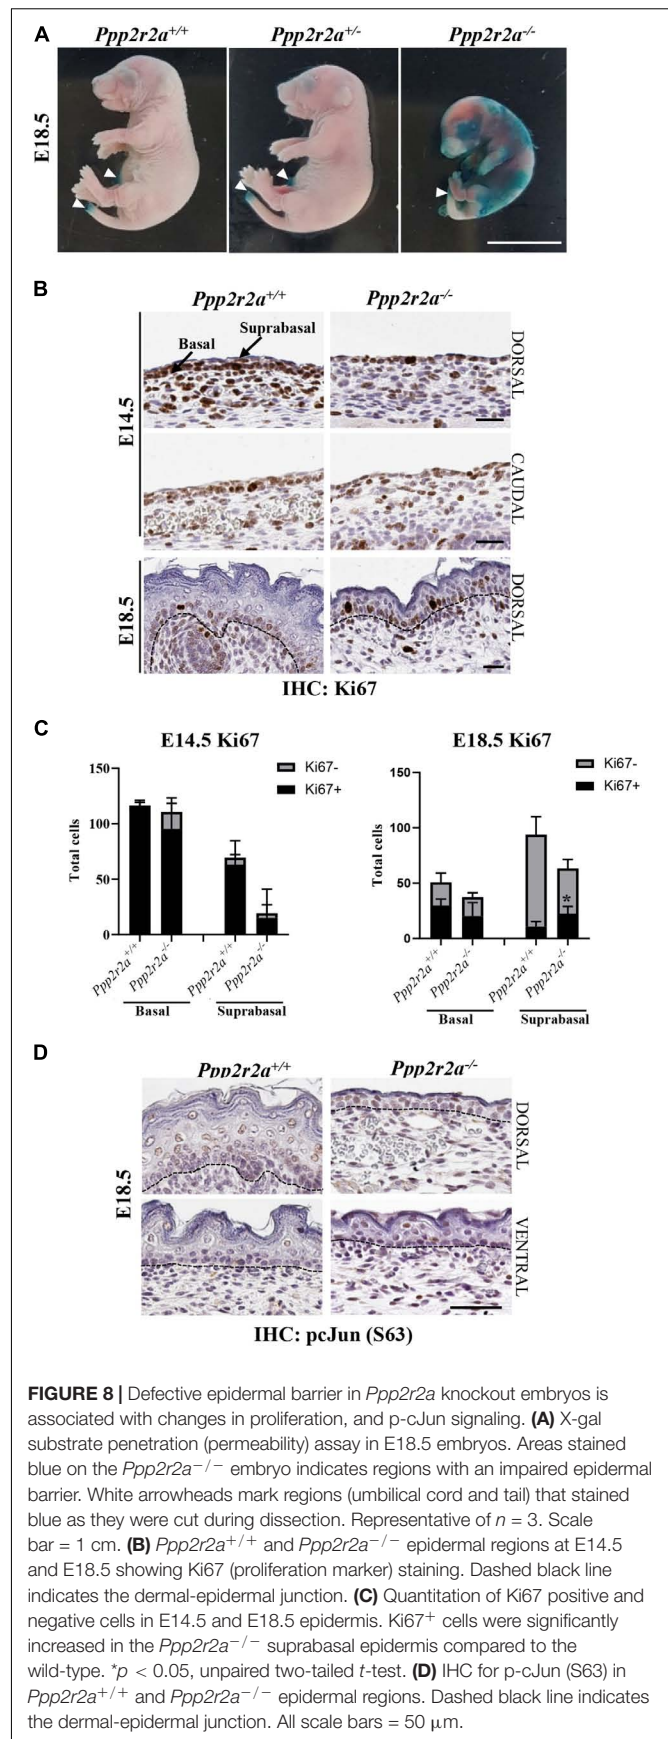 A
Ppp2r2a+/+
Ppp2r2a+/-
Ppp2r2a-/-
E18.5
B
Ppp2r2a+/+
Ppp2r2a-/-
Basal
Suprabasal
E14.5
DORSAL
CAUDAL
E18.5
DORSAL
IHC: Ki67
C
E14.5 Ki67
Ki67-
Ki67+
Total cells
150
100
50
0
Ppp2r2a+/+
Ppp2r2a-/-
Ppp2r2a+/+
Ppp2r2a-/-
Basal
Suprabasal
E18.5 Ki67
Ki67-
Ki67+
Total cells
150
100
50
0
*
Ppp2r2a+/+
Ppp2r2a-/-
Ppp2r2a+/+
Ppp2r2a-/-
Basal
Suprabasal
D
Ppp2r2a+/+
Ppp2r2a-/-
E18.5
DORSAL
VENTRAL
IHC: pcJun (S63)
FIGURE 8 | Defective epidermal barrier in Ppp2r2a knockout embryos is
associated with changes in proliferation, and p-cJun signaling. (A) X-gal
substrate penetration (permeability) assay in E18.5 embryos. Areas stained
blue on the Ppp2r2a−/− embryo indicates regions with an impaired epidermal
barrier. White arrowheads mark regions (umbilical cord and tail) that stained
blue as they were cut during dissection. Representative of n = 3. Scale
bar = 1 cm. (B) Ppp2r2a+/+ and Ppp2r2a−/− epidermal regions at E14.5
and E18.5 showing Ki67 (proliferation marker) staining. Dashed black line
indicates the dermal-epidermal junction. (C) Quantitation of Ki67 positive and
negative cells in E14.5 and E18.5 epidermis. Ki67+ cells were significantly
increased in the Ppp2r2a−/− suprabasal epidermis compared to the
wild-type. *p < 0.05, unpaired two-tailed t-test. (D) IHC for p-cJun (S63) in
Ppp2r2a+/+ and Ppp2r2a−/− epidermal regions. Dashed black line indicates
the dermal-epidermal junction. All scale bars = 50 μm.